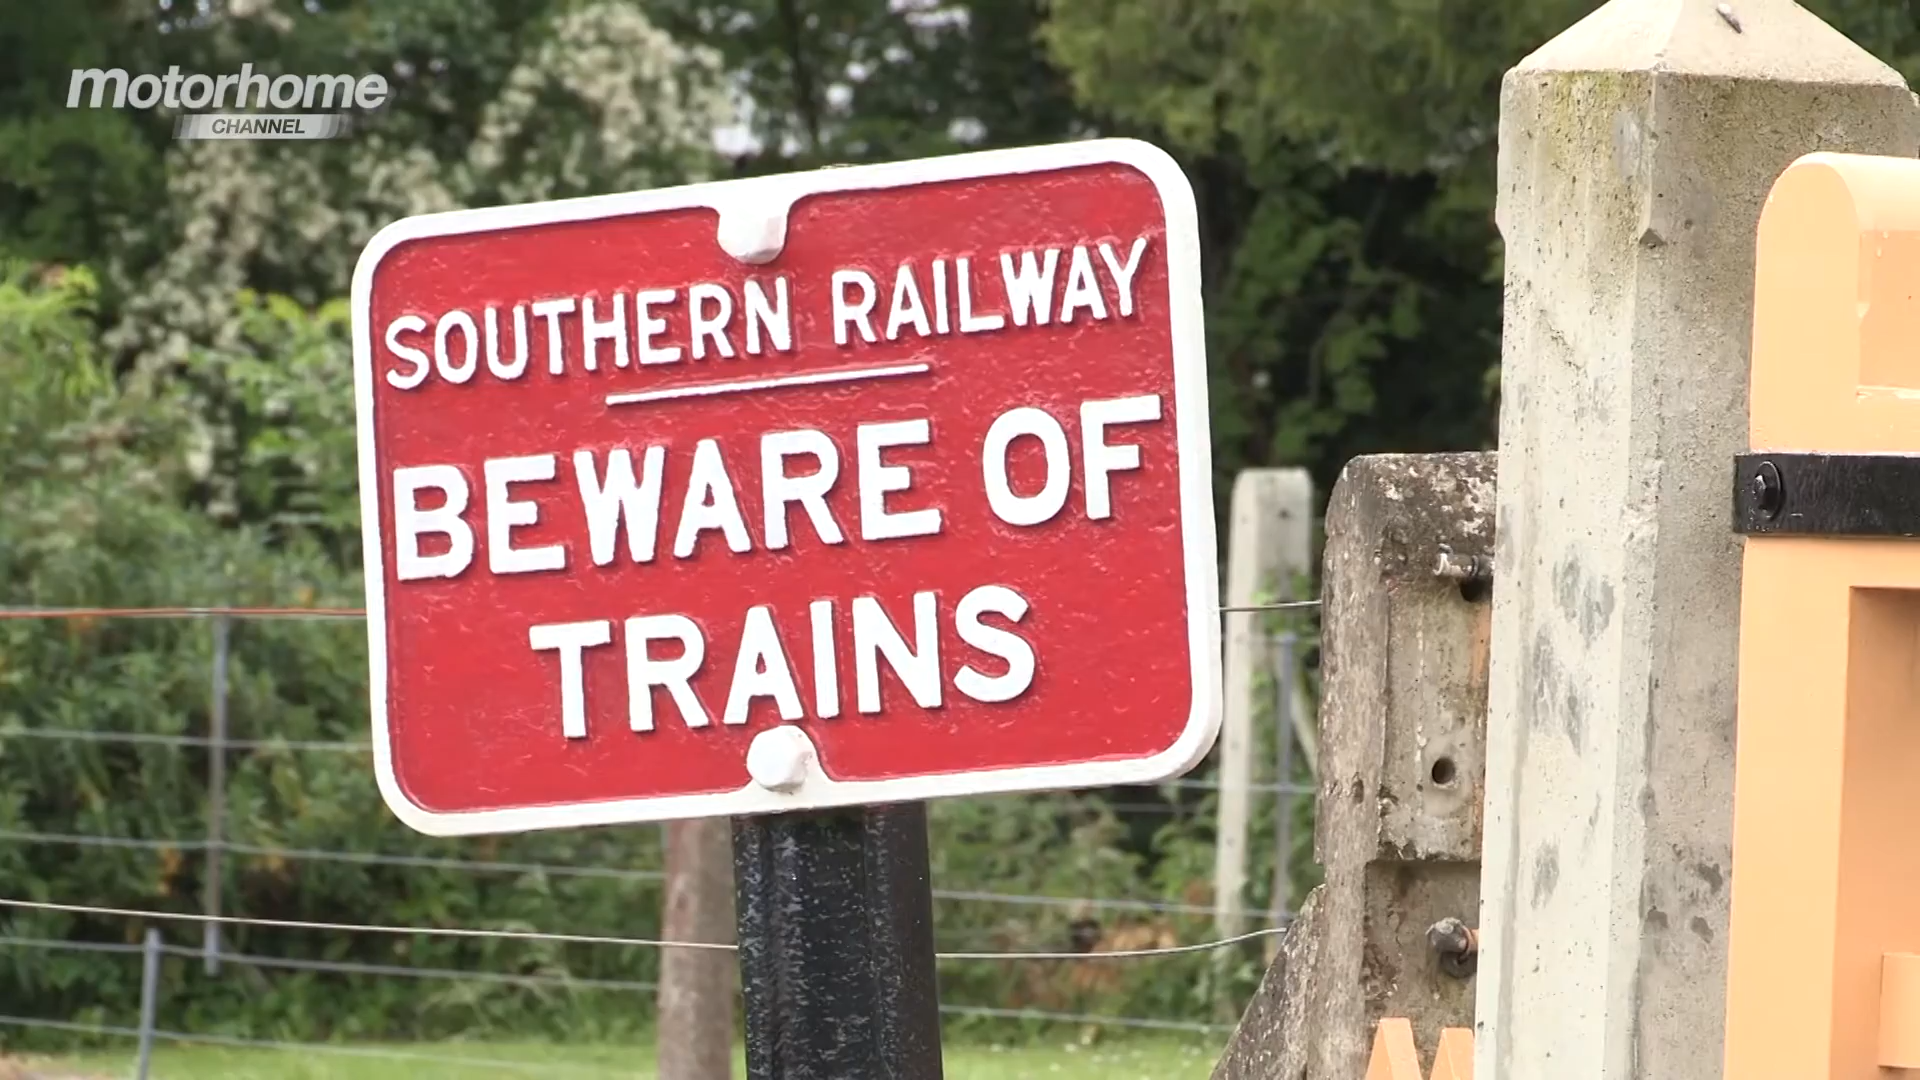 motorhome
CHANNEL
SOUTHERN RAILWAY
BEWARE OF
TRAINS